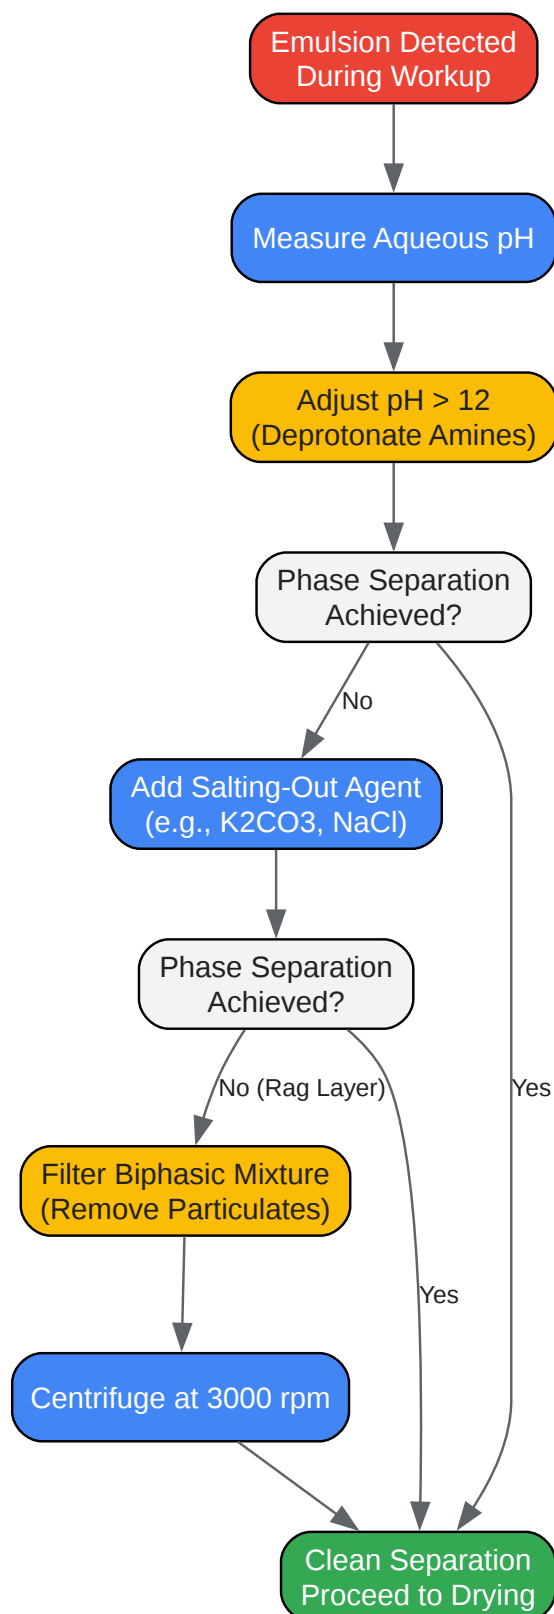 Emulsion Detected
During Workup
Measure Aqueous pH
Adjust pH > 12
(Deprotonate Amines)
Phase Separation
Achieved?
No
Add Salting-Out Agent
(e.g., K2CO3, NaCl)
Phase Separation
Achieved?
No (Rag Layer)
Yes
Filter Biphasic Mixture
(Remove Particulates)
Yes
Centrifuge at 3000 rpm
Clean Separation
Proceed to Drying